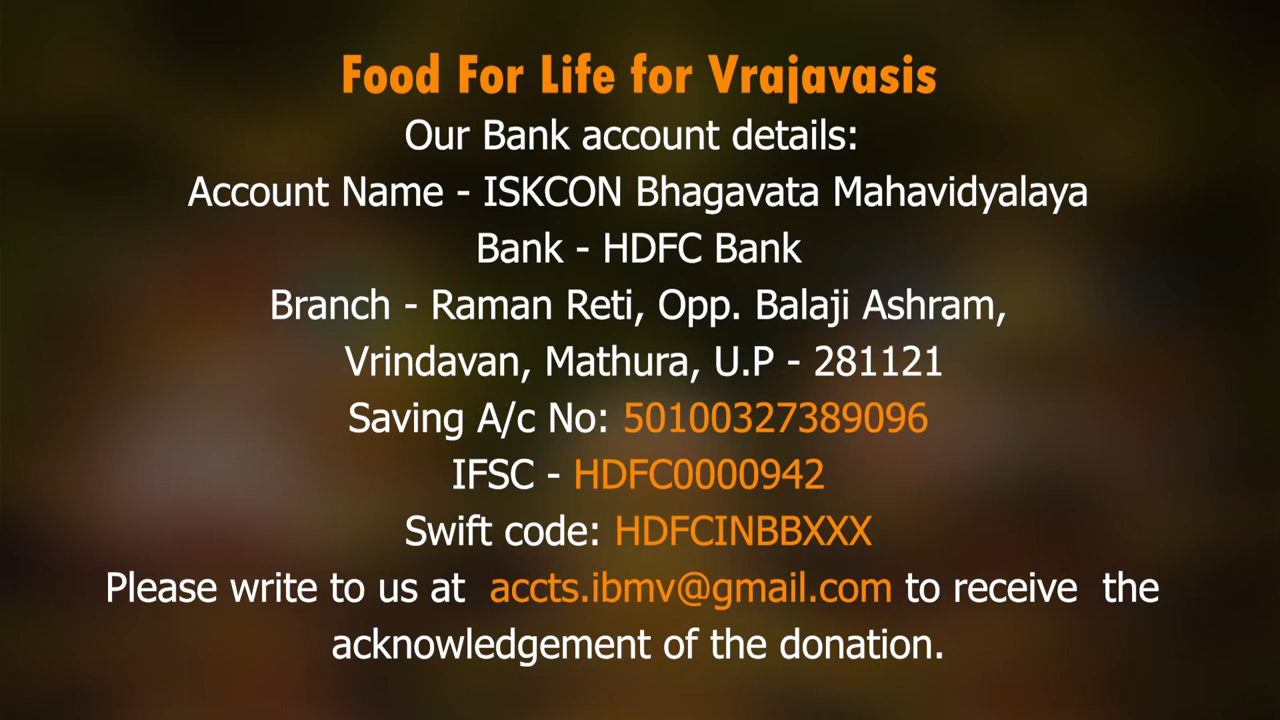 Food For Life for Vrajavasis
Our Bank account details:
Account Name - ISKCON Bhagavata Mahavidyalaya
Bank - HDFC Bank
Branch - Raman Reti, Opp. Balaji Ashram,
Vrindavan, Mathura, U.P - 281121
Saving A/c No: 50100327389096
IFSC - HDFC0000942
Swift code: HDFCINBBXXX
Please write to us at accts.ibmv@gmail.com to receive the
acknowledgement of the donation.